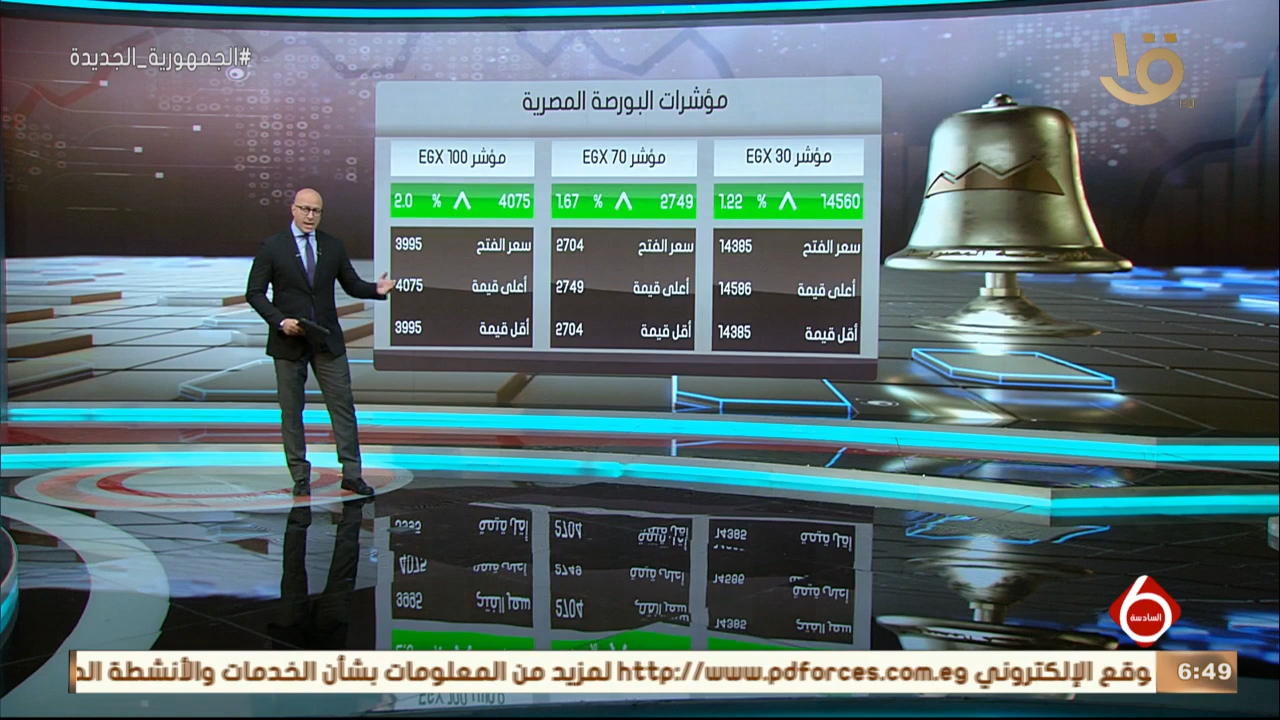 #الجمهورية_الجديدة
مؤشرات البورصة المصرية
مؤشر EGX 30
14560 % 1.22
سعر الفتح 14385
أعلى قيمة 14586
أقل قيمة 14385
مؤشر EGX 70
2749 % 1.67
سعر الفتح 2704
أعلى قيمة 2749
أقل قيمة 2704
مؤشر EGX 100
4075 % 2.0
سعر الفتح 3995
أعلى قيمة 4075
أقل قيمة 3995
6
السادسة
وقع الإلكتروني http://www.pdforces.com.eg لمزيد من المعلومات بشأن الخدمات والأنشطة
6:49